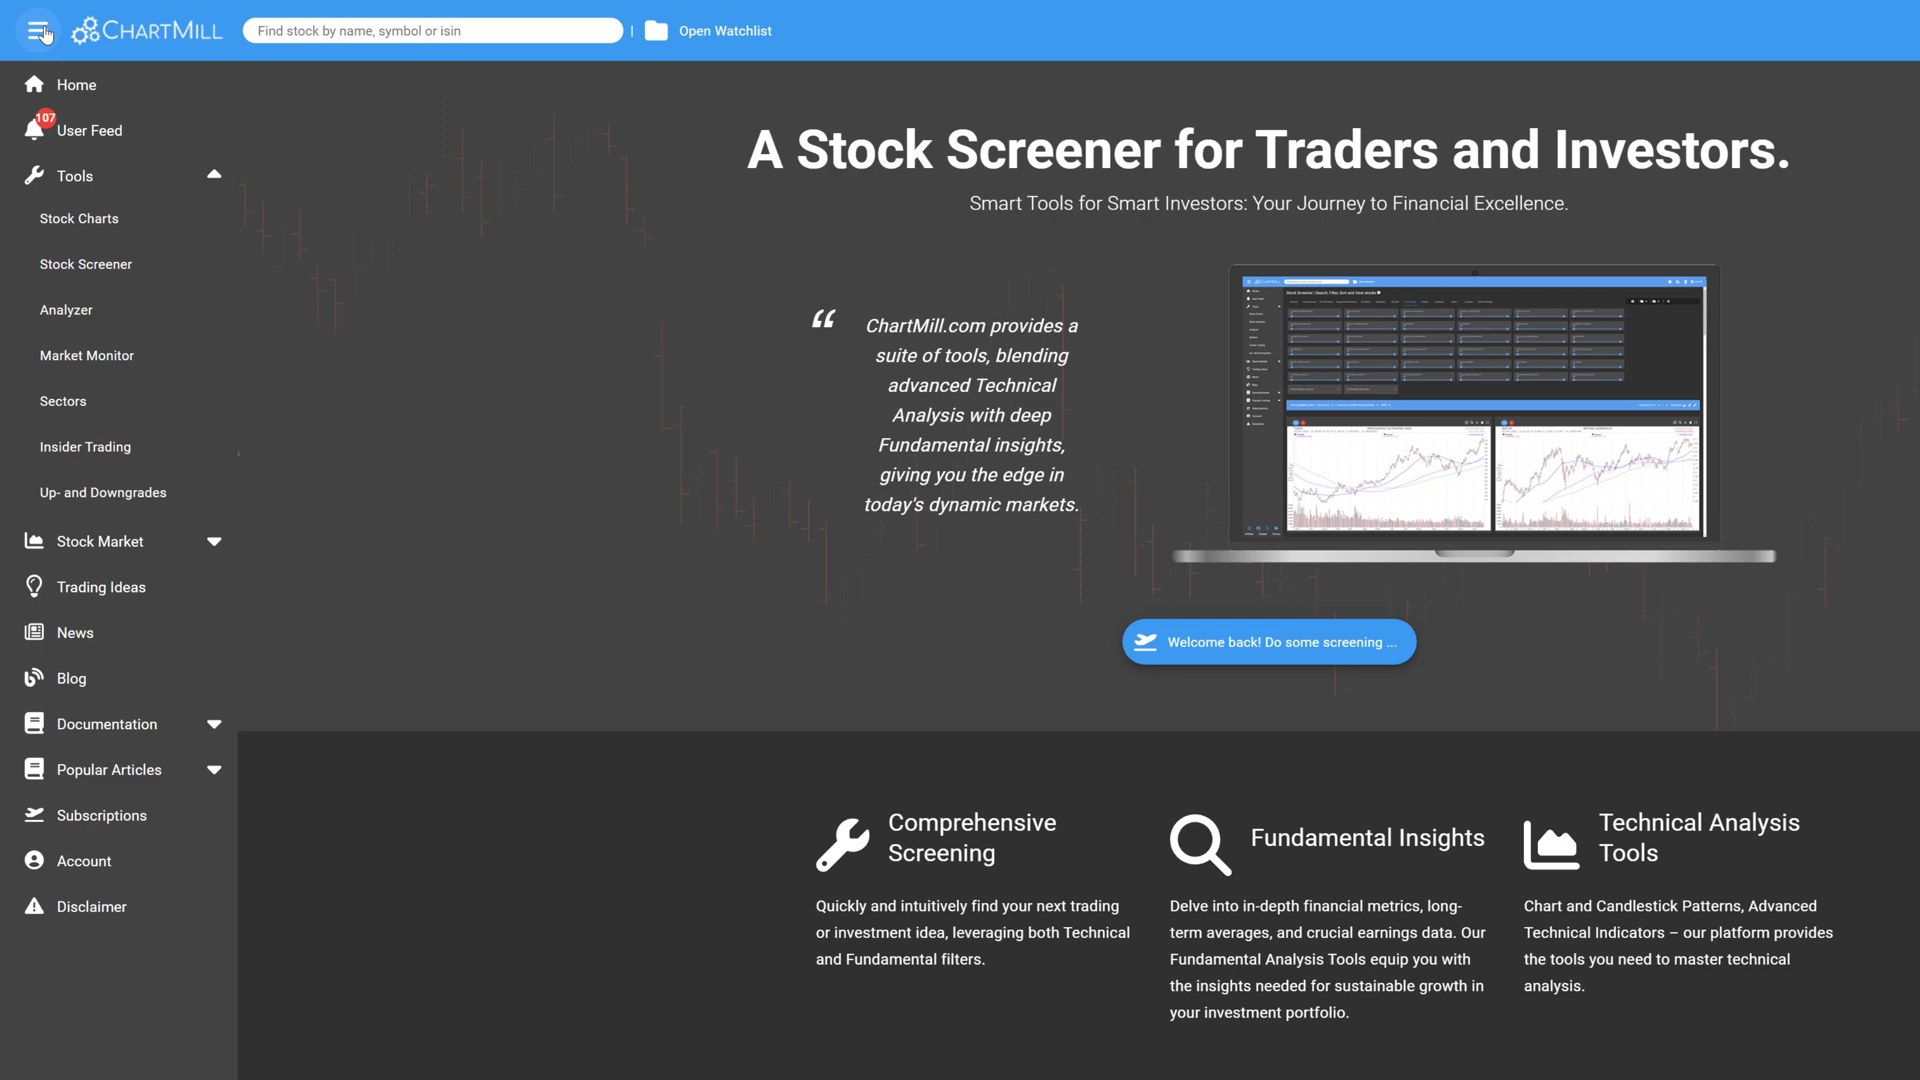 CHARTMILL
Find stock by name, symbol or isin
|
Open Watchlist
Home
107
User Feed
Tools
Stock Charts
Stock Screener
Analyzer
Market Monitor
Sectors
Insider Trading
Up- and Downgrades
Stock Market
Trading Ideas
News
Blog
Documentation
Popular Articles
Subscriptions
Account
Disclaimer
A Stock Screener for Traders and Investors.
Smart Tools for Smart Investors: Your Journey to Financial Excellence.
“ ChartMill.com provides a
suite of tools, blending
advanced Technical
Analysis with deep
Fundamental insights,
giving you the edge in
today's dynamic markets.
Welcome back! Do some screening ...
Comprehensive
Screening
Quickly and intuitively find your next trading
or investment idea, leveraging both Technical
and Fundamental filters.
Fundamental Insights
Delve into in-depth financial metrics, long-
term averages, and crucial earnings data. Our
Fundamental Analysis Tools equip you with
the insights needed for sustainable growth in
your investment portfolio.
Technical Analysis
Tools
Chart and Candlestick Patterns, Advanced
Technical Indicators – our platform provides
the tools you need to master technical
analysis.